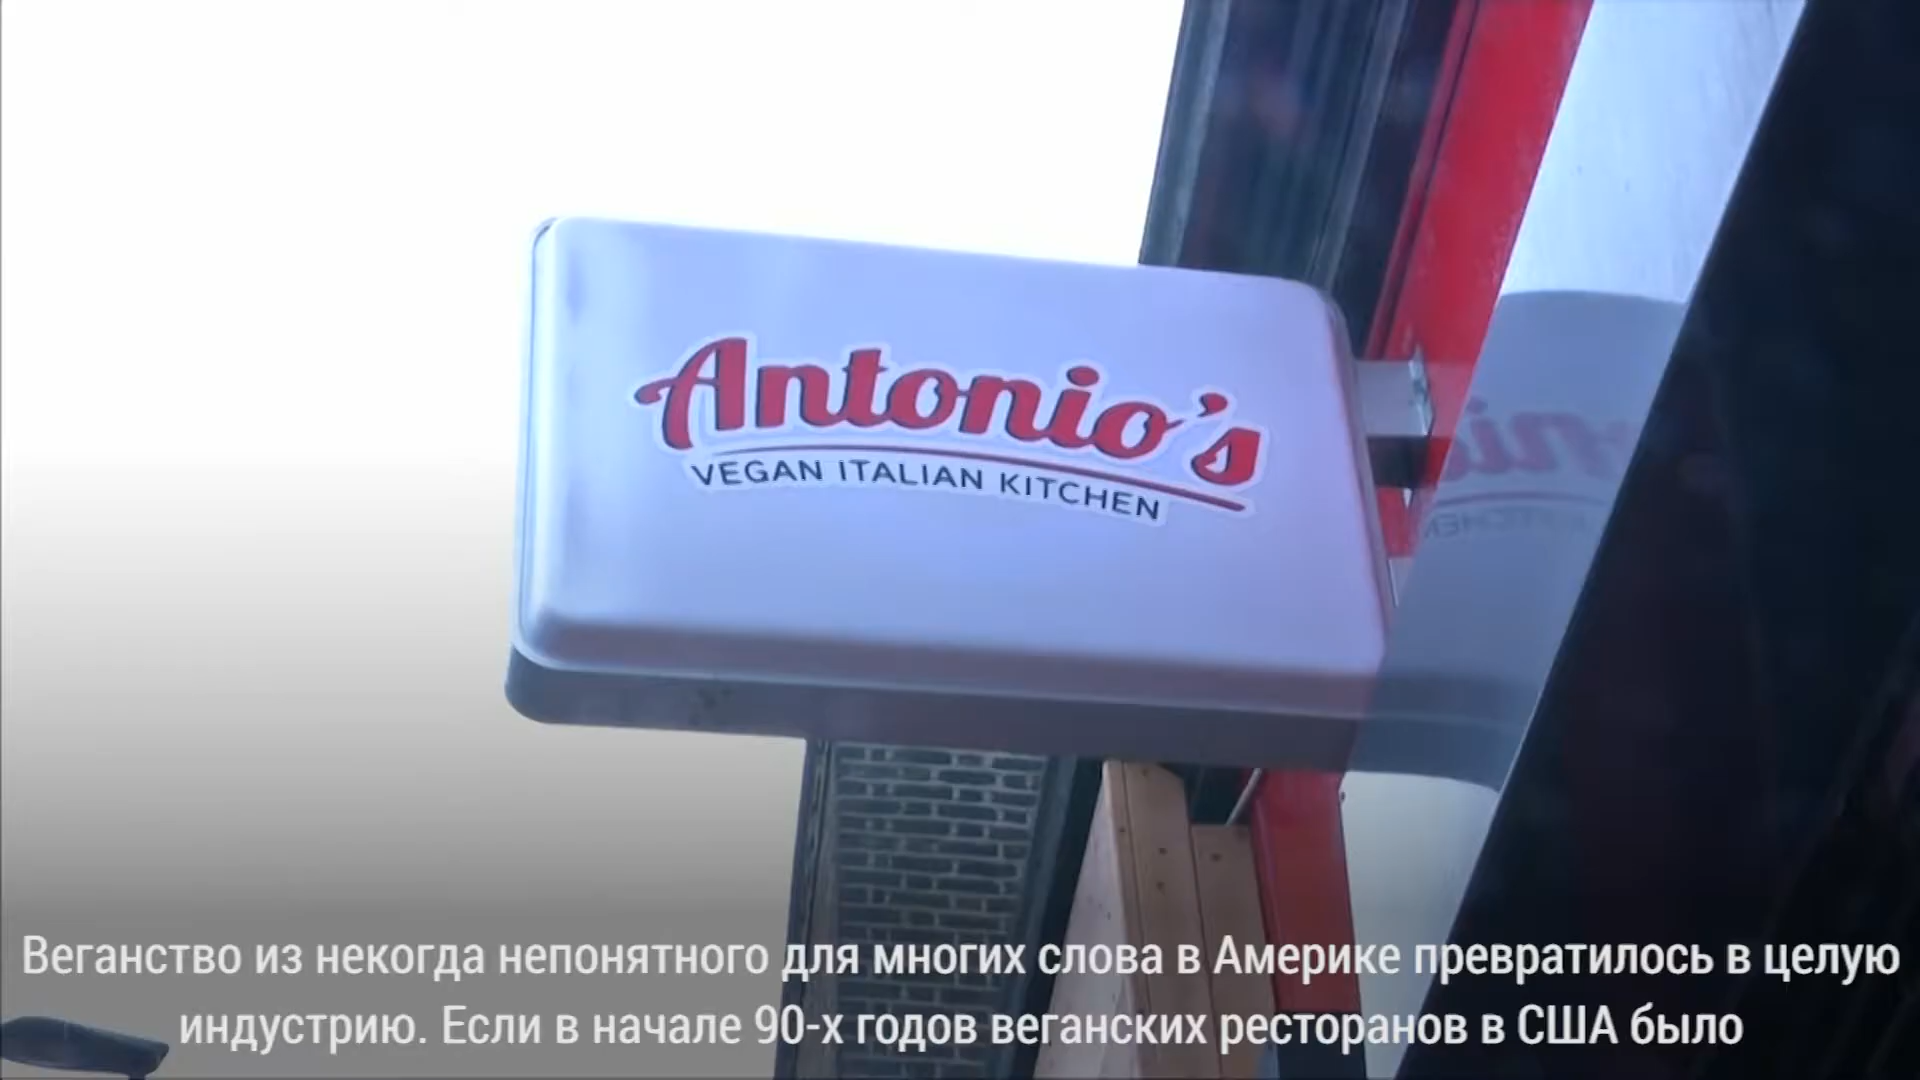 Antonio's
VEGAN ITALIAN KITCHEN
Веганство из некогда непонятного для многих слова в Америке превратилось в целую
индустрию. Если в начале 90-х годов веганских ресторанов в США было